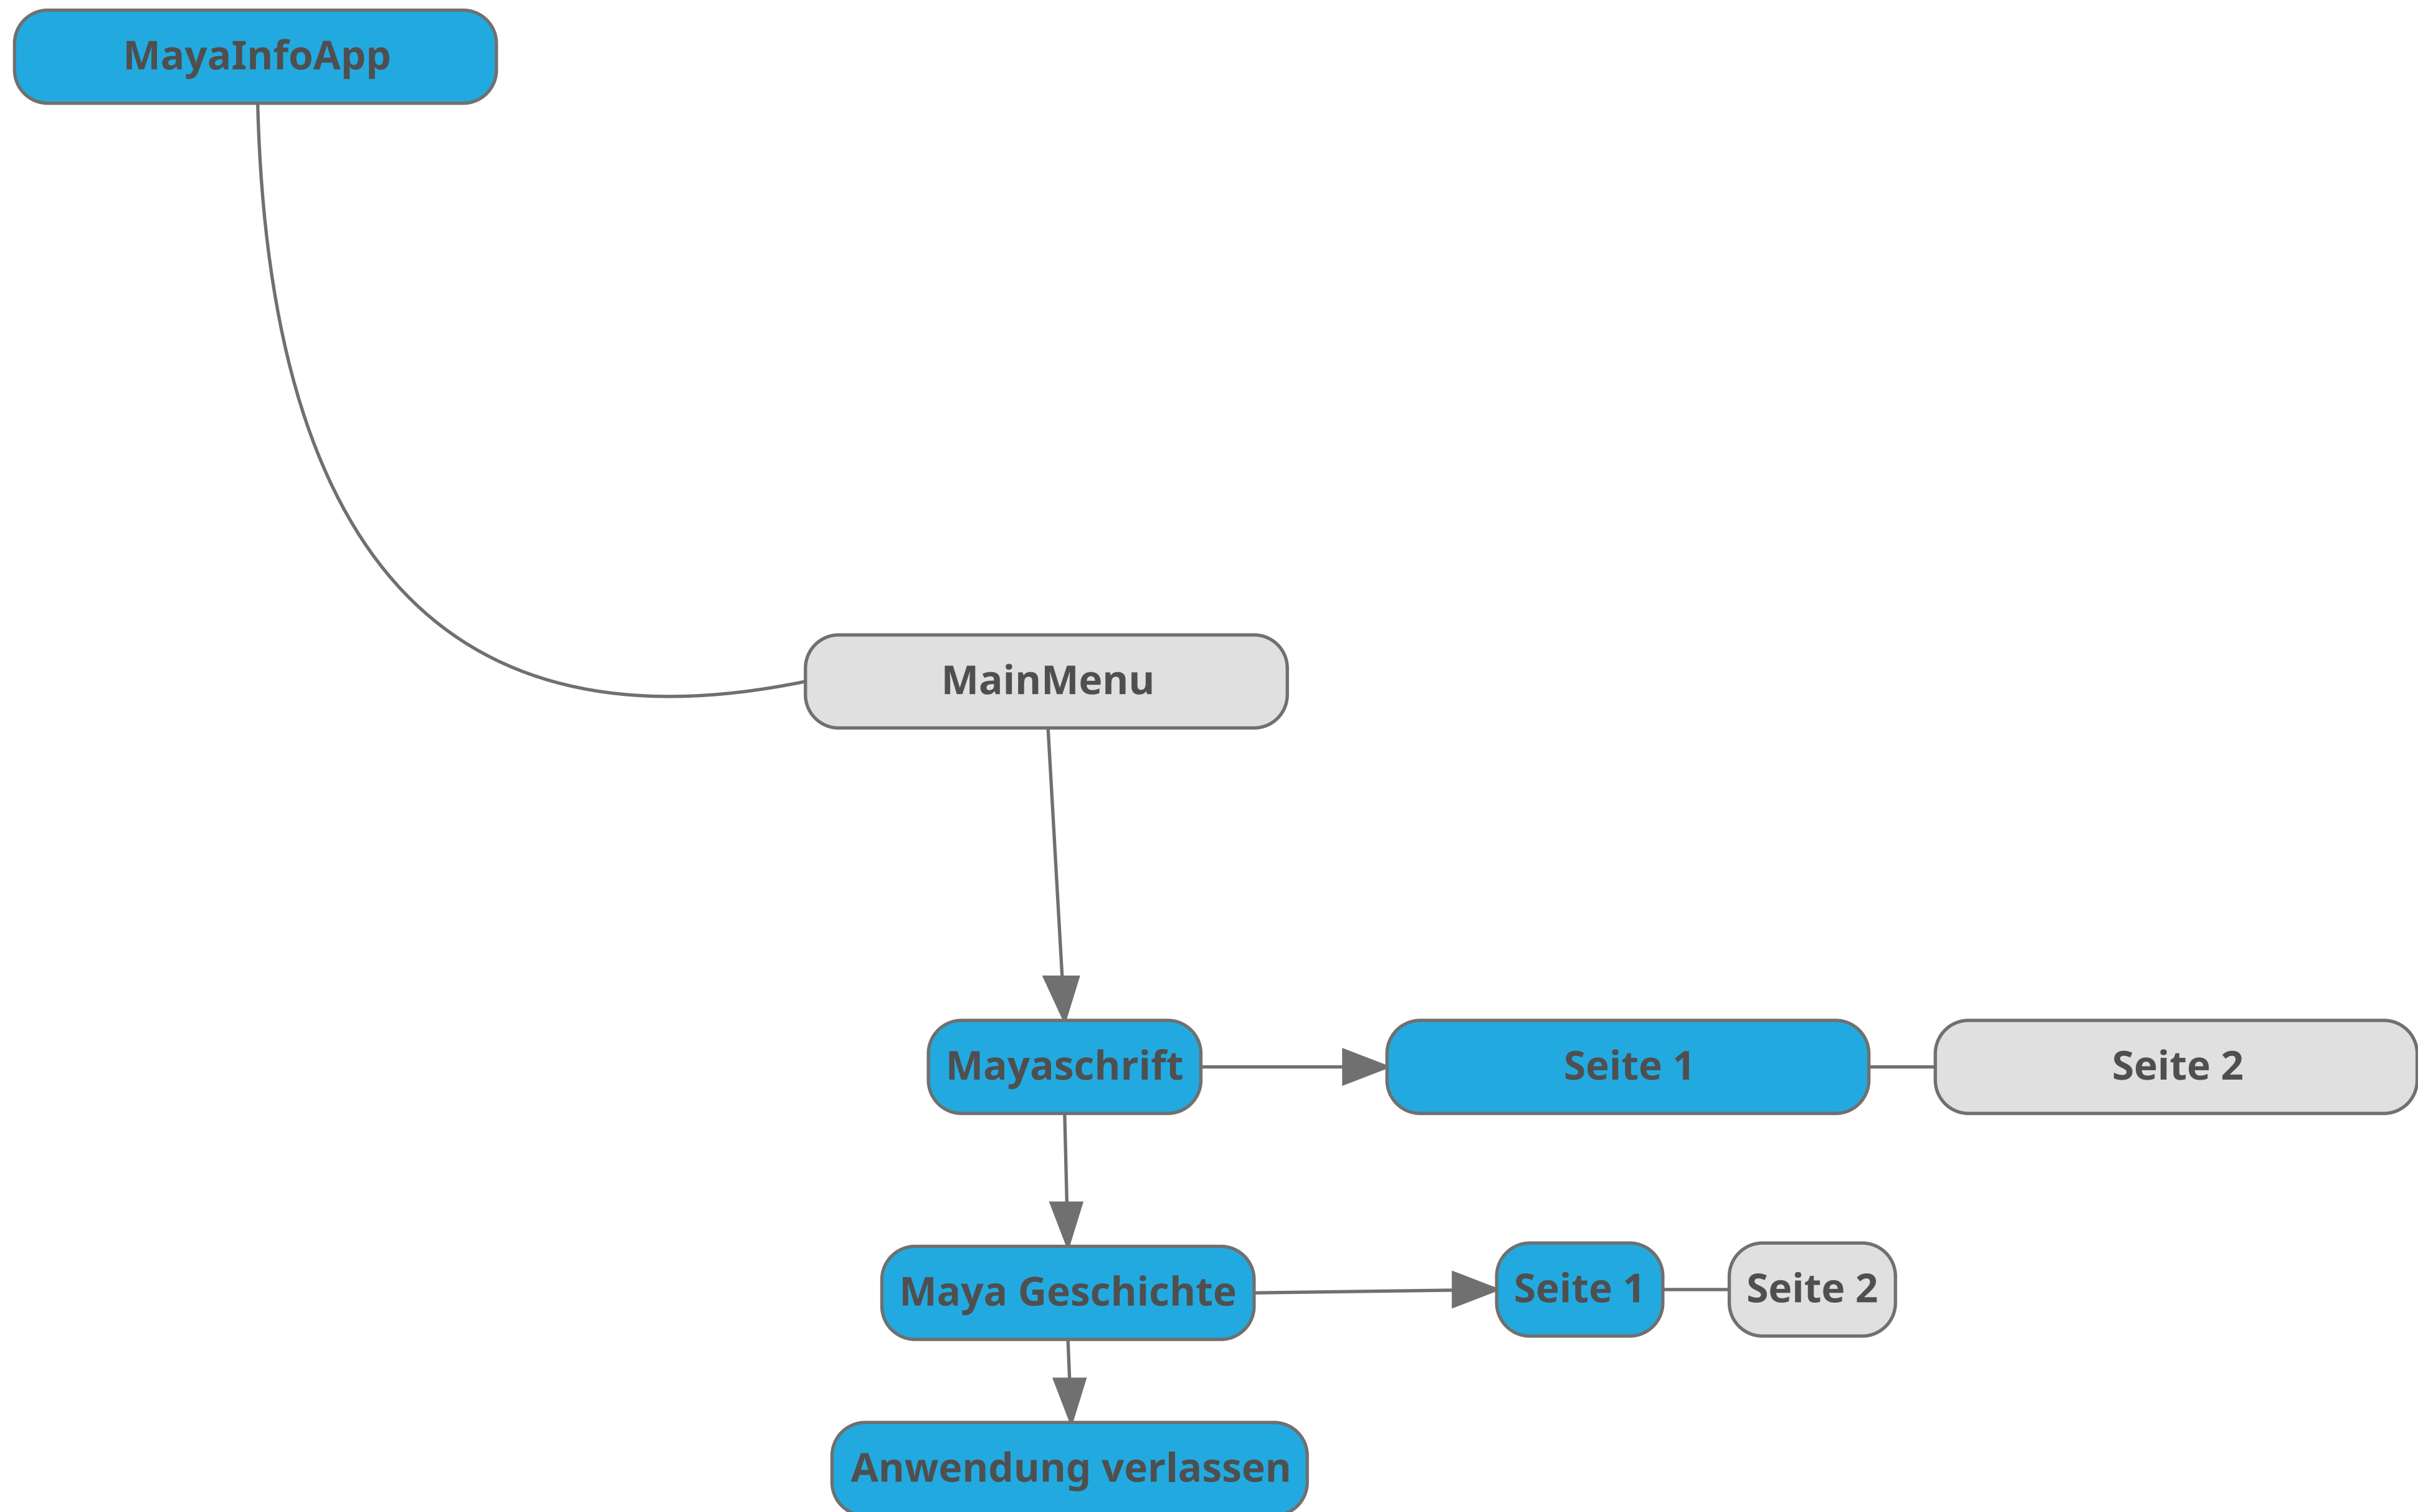 MayaInfoApp
MainMenu
Mayaschrift
Seite 1
Seite 2
Maya Geschichte
Seite 1
Seite 2
Anwendung verlassen